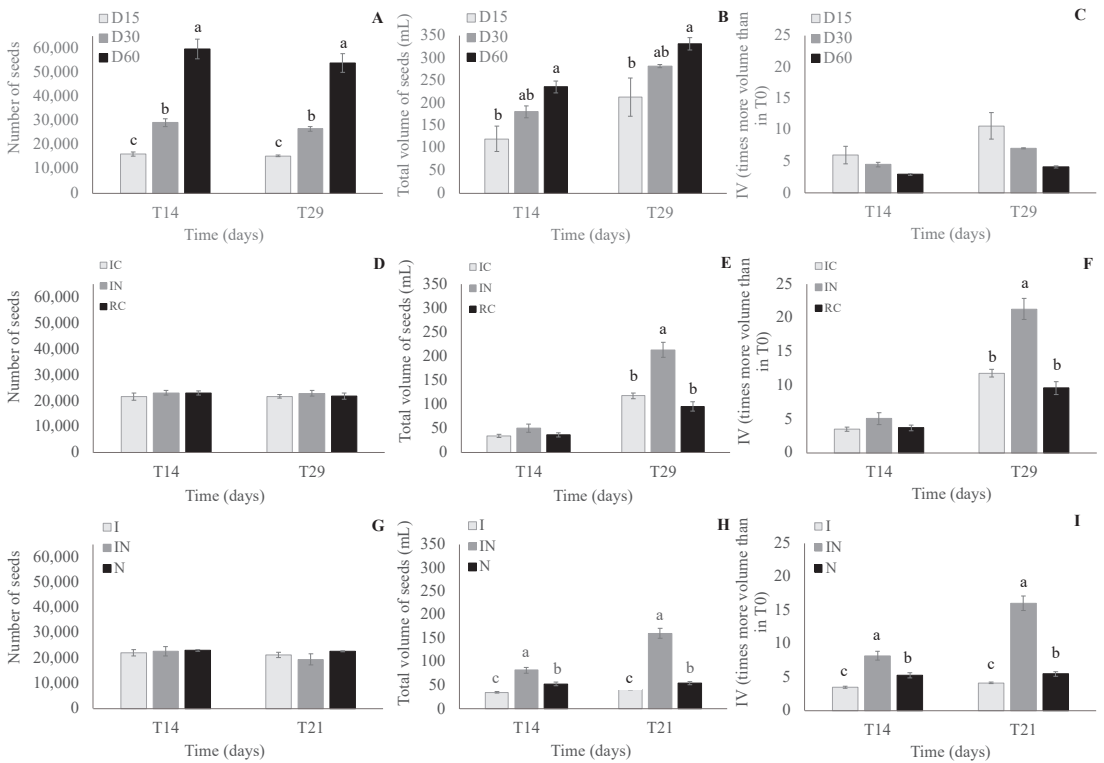 A
D15
D30
D60
Number of seeds
60,000
50,000
40,000
30,000
20,000
10,000
0
c
b
a
c
b
a
T14
T29
Time (days)
B
D15
D30
D60
Total volume of seeds (mL)
350
300
250
200
150
100
50
0
b
ab
a
b
ab
a
T14
T29
Time (days)
C
D15
D30
D60
IV (times more volume than
in T0)
25
20
15
10
5
0
T14
T29
Time (days)
D
IC
IN
RC
Number of seeds
60,000
50,000
40,000
30,000
20,000
10,000
0
T14
T29
Time (days)
E
IC
IN
RC
Total volume of seeds (mL)
350
300
250
200
150
100
50
0
b
a
b
T14
T29
Time (days)
F
IC
IN
RC
IV (times more volume than
in T0)
25
20
15
10
5
0
b
a
b
T14
T29
Time (days)
G
I
IN
N
Number of seeds
60,000
50,000
40,000
30,000
20,000
10,000
0
T14
T21
Time (days)
H
I
IN
N
Total volume of seeds (mL)
350
300
250
200
150
100
50
0
c
a
b
c
a
b
T14
T21
Time (days)
I
I
IN
N
IV (times more volume than
in T0)
25
20
15
10
5
0
c
a
b
c
a
b
T14
T21
Time (days)